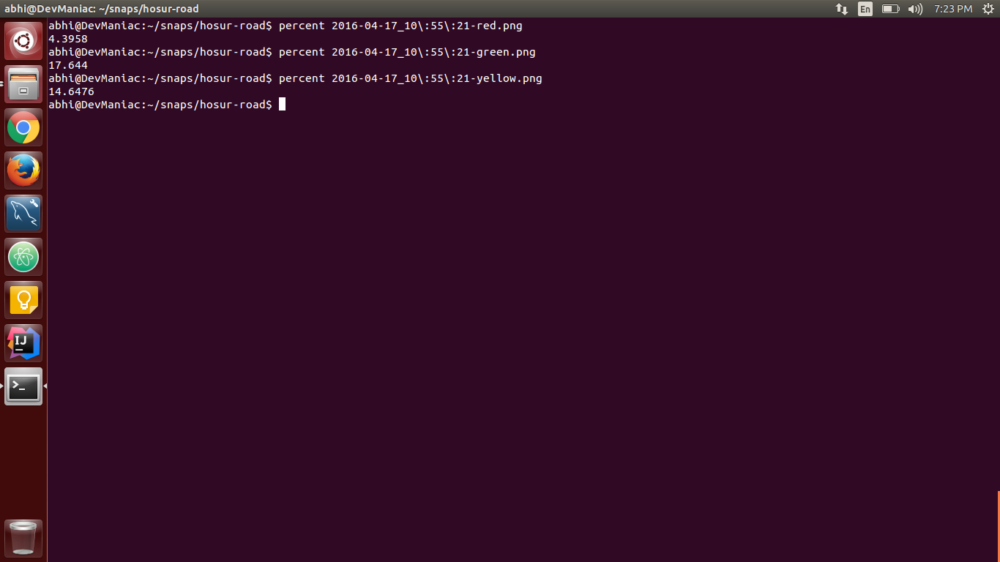 abhi@DevManiac: ~/snaps/hosur-road
En
7:23 PM
abhi@DevManiac:~/snaps/hosur-road$ percent 2016-04-17_10\:55\:21-red.png
4.3958
abhi@DevManiac:~/snaps/hosur-road$ percent 2016-04-17_10\:55\:21-green.png
17.644
abhi@DevManiac:~/snaps/hosur-road$ percent 2016-04-17_10\:55\:21-yellow.png
14.6476
abhi@DevManiac:~/snaps/hosur-road$
IJ
>_